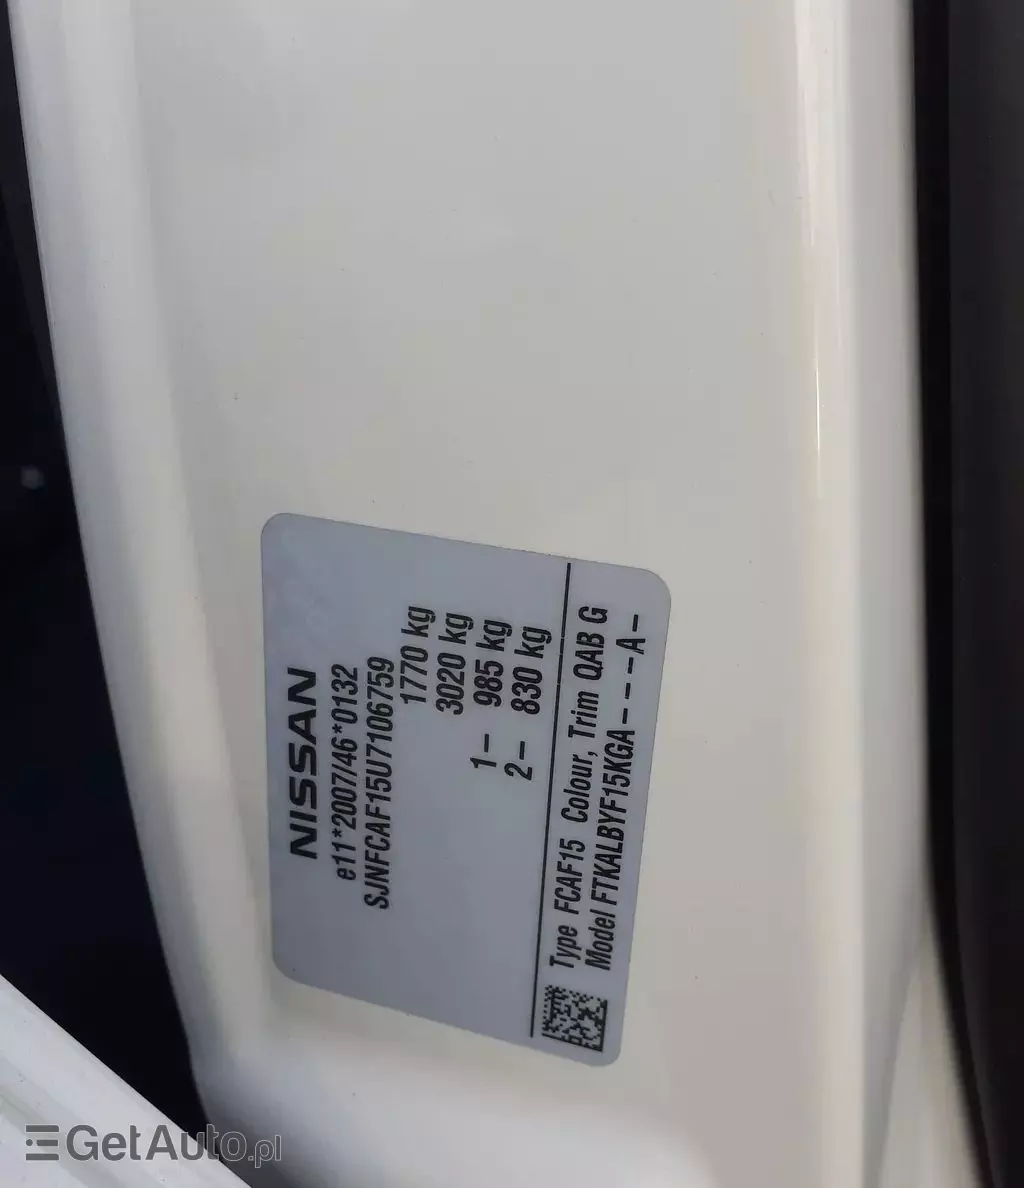 NISSAN
e11*2007/46*0132
SJNFCAF15U7106759
1770 kg
3020 kg
1– 985 kg
2– 830 kg
Type FCAF15 Colour, Trim QAB G
Model FTKALBYF15KGA- - - -A-
GetAuto.pl